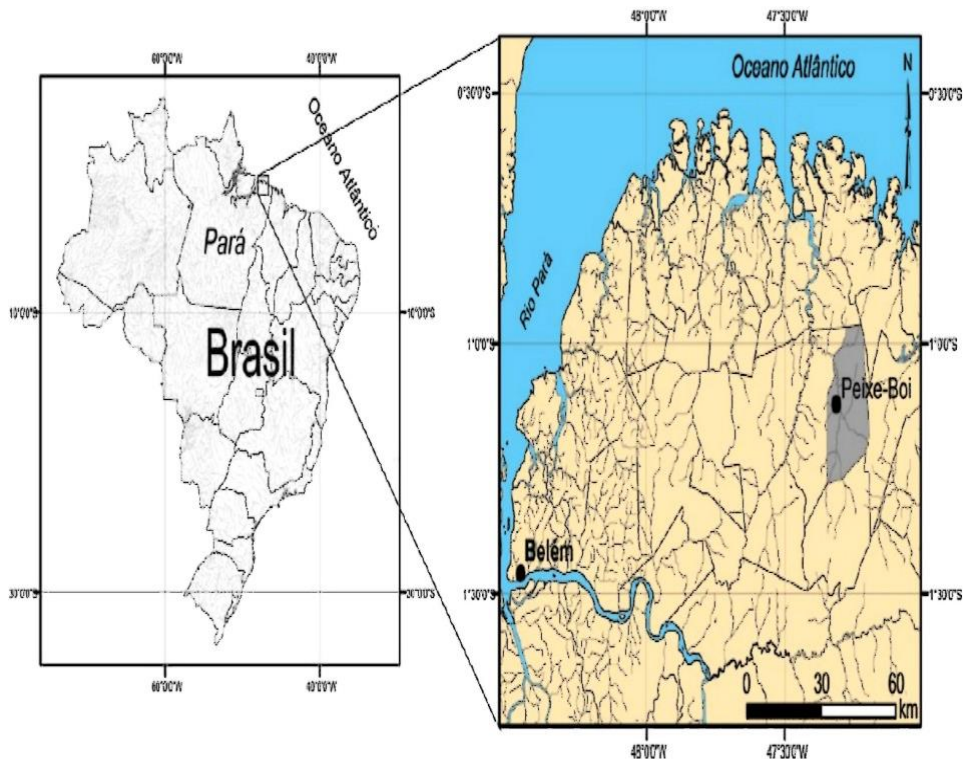 60°0'0"W 40°0'0"W
Oceano Atlântico
Pará
10°0'0"S 10°0'0"S
Brasil
30°0'0"S 30°0'0"S
60°0'0"W 40°0'0"W
48°0'0"W 47°30'0"W
Oceano Atlântico
N
0°30'0"S 0°30'0"S
Rio Pará
1°0'0"S 1°0'0"S
Peixe-Boi
Belém
1°30'0"S 1°30'0"S
0 30 60
km
48°0'0"W 47°30'0"W